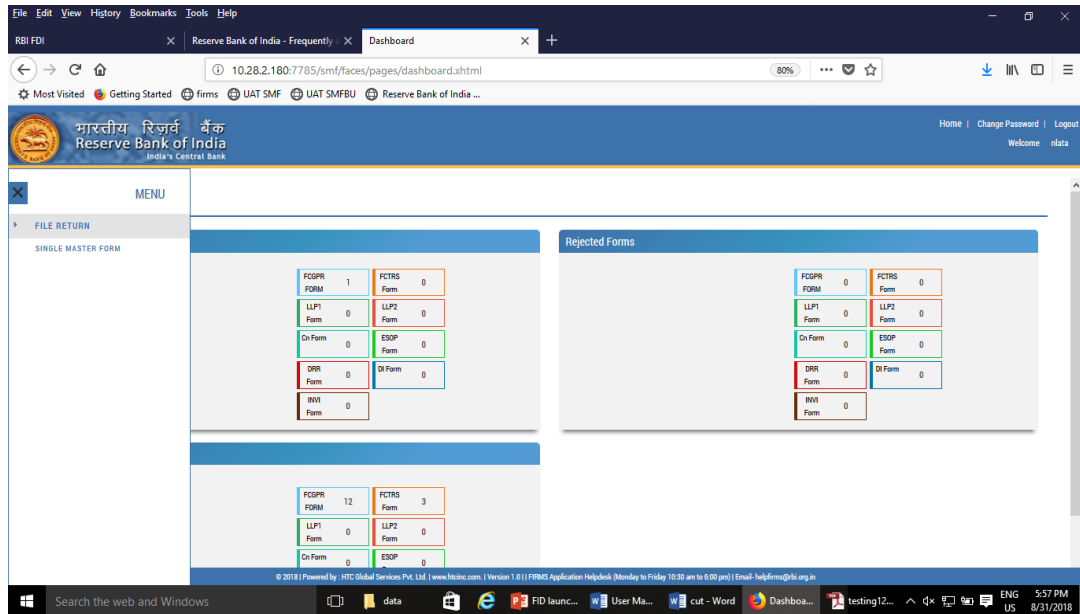 File Edit View History Bookmarks Tools Help
RBI FDI
Reserve Bank of India - Frequently
Dashboard
10.28.2.180:7785/smf/faces/pages/dashboard.xhtml
80%
Most Visited Getting Started firms UAT SMF UAT SMFBU Reserve Bank of India ...
भारतीय रिज़र्व बैंक
Reserve Bank of India
India's Central Bank
Home | Change Password | Logout
Welcome nlata
MENU
FILE RETURN
SINGLE MASTER FORM
FCGPR FORM 1 FCTRS Form 0
LLP1 Form 0 LLP2 Form 0
Cn Form 0 ESOP Form 0
DRR Form 0 DI Form 0
INVI Form 0
Rejected Forms
FCGPR FORM 0 FCTRS Form 0
LLP1 Form 0 LLP2 Form 0
Cn Form 0 ESOP Form 0
DRR Form 0 DI Form 0
INVI Form 0
FCGPR FORM 12 FCTRS Form 3
LLP1 Form 0 LLP2 Form 0
Cn Form 0 ESOP 0
© 2018 | Powered by : HTC Global Services Pvt. Ltd. | www.htcinc.com. | Version 1.0 | | FIRMS Application Helpdesk (Monday to Friday 10:30 am to 6:00 pm) | Email- helpfirms@rbi.org.in
Search the web and Windows
data
FID launc...
User Ma...
cut - Word
Dashboa...
testing12...
ENG
US
5:57 PM
8/31/2018